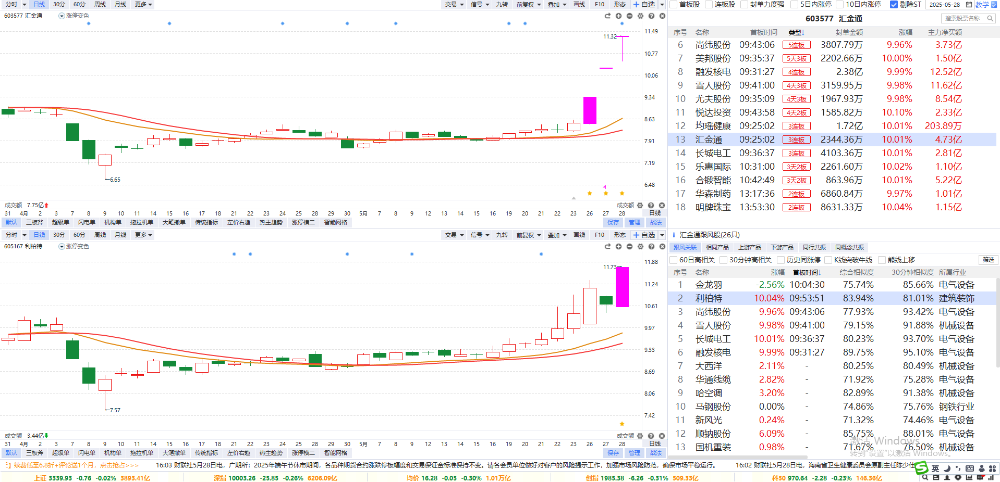 分时 日线 30分 60分 周线 月线 更多 交易 信号 九转 前复权 叠加 画线 F10 形态 自选
603577 汇金通 涨停变色
11.49
11.32
10.77
10.06
9.34
8.63
7.91
7.19
6.65
6.48
成交额 7.75亿 成交额
31 4月 2 3 7 8 9 10 11 14 15 16 17 18 21 22 23 24 25 28 29 30 5月 7 8 9 12 13 14 15 16 19 20 21 22 23 26 27 28 日线
默认 三板斧 超级单 闪电单 机构单 拖拉机单 大笔撤单 传统指标 左价右趋 热主趋势 涨停横二 智能网格 保存 管理 战法
分时 日线 30分 60分 周线 月线 更多 交易 信号 九转 前复权 叠加 画线 F10 形态 自选
605167 利柏特 涨停变色
11.88
11.73
11.24
10.61
9.97
9.33
8.69
8.06
7.57
7.42
成交额 3.44亿 成交额
31 4月 2 3 7 8 9 10 11 14 15 16 17 18 21 22 23 24 25 28 29 30 5月 7 8 9 12 13 14 15 16 19 20 21 22 23 26 27 28 日线
默认 三板斧 超级单 闪电单 机构单 拖拉机单 大笔撤单 传统指标 左价右趋 热主趋势 涨停横二 智能网格 保存 管理 战法
首板股 连板股 封单力度强 5日内涨停 10日内涨停 剔除ST 2025-05-28 教学
603577 汇金通 搜索股票名称
序号 名称 首板时间 类型↓ 封单金额 涨幅 主力净买额
6 尚纬股份 09:43:06 5连板 3807.79万 9.96% 3.73亿
7 美邦股份 09:35:37 5天3板 2202.66万 10.00% 1.50亿
8 融发核电 09:31:27 4连板 2.38亿 9.99% 12.52亿
9 雪人股份 09:41:00 4天3板 3159.95万 9.98% 11.62亿
10 尤夫股份 09:35:09 4天3板 1967.93万 9.98% 8.54亿
11 悦达投资 09:43:58 4天2板 1585.82万 10.10% 2.33亿
12 均瑶健康 09:25:02 3连板 1.72亿 10.01% 203.89万
13 汇金通 09:25:02 3连板 2344.36万 10.01% 4.73亿
14 长城电工 09:36:37 3连板 4103.36万 10.01% 2.81亿
15 乐惠国际 10:31:00 3天2板 2261.60万 10.02% 1.10亿
16 合锻智能 10:42:49 3天2板 863.96万 10.01% 5.22亿
17 华森制药 13:17:36 2连板 6860.84万 9.97% 1.01亿
18 明牌珠宝 13:53:30 2连板 8631.33万 10.04% 1.15亿
汇金通跟风股(26只)
跟风关联 相同产品 上游产品 下游产品 同行共振 同概念共振
60日高相关 30分钟高相关 历史同涨停 K线突破牛线 能线上移 筛选
序号 名称 涨幅 首板时间↓ 综合相似度 30分钟相似度 所属行业
1 金龙羽 -2.56% 10:04:30 75.74% 85.66% 电气设备
2 利柏特 10.04% 09:53:51 83.94% 81.01% 建筑装饰
3 尚纬股份 9.96% 09:43:06 77.93% 93.42% 电气设备
4 雪人股份 9.98% 09:41:00 79.15% 91.88% 机械设备
5 长城电工 10.01% 09:36:37 80.23% 93.70% 电气设备
6 融发核电 9.99% 09:31:27 89.75% 95.10% 电气设备
7 大西洋 2.11% - 80.25% 80.49% 机械设备
8 华通线缆 2.82% - 71.92% 75.28% 电气设备
9 哈空调 3.20% - 82.89% 91.38% 机械设备
10 马钢股份 0.00% - 74.86% 75.76% 钢铁行业
11 新风光 0.24% - 71.32% 74.46% 电气设备
12 顺钠股份 6.09% - 85.75% 88.01% 电气设备
13 国机重装 0.98% - 71.67% 76.50% 机械设备
激活 Windows
转到"设置"以激活 Windows。
】续费低至6.8折+评论送1个月，点击抢占>>> 16:03 财联社5月28日电，广期所：2025年端午节休市期间，各品种期货合约涨跌停板幅度和交易保证金标准保持不变。请各会员单位做好对客户的风险提示工作，加强市场风险防范，确保市场平稳运行。 16:02 财联社5月28日电，海南省卫生健康委员会原副主任陈少仕
英
上证 3339.93 -0.76 -0.02% 3893.41亿 深指 10003.26 -25.85 -0.26% 6206.09亿 均价 16.28 -0.05 -0.30% 1.01万亿 创指 1985.38 -6.26 -0.31% 509.33亿 科50 970.64 -2.28 -0.23% 146.36亿